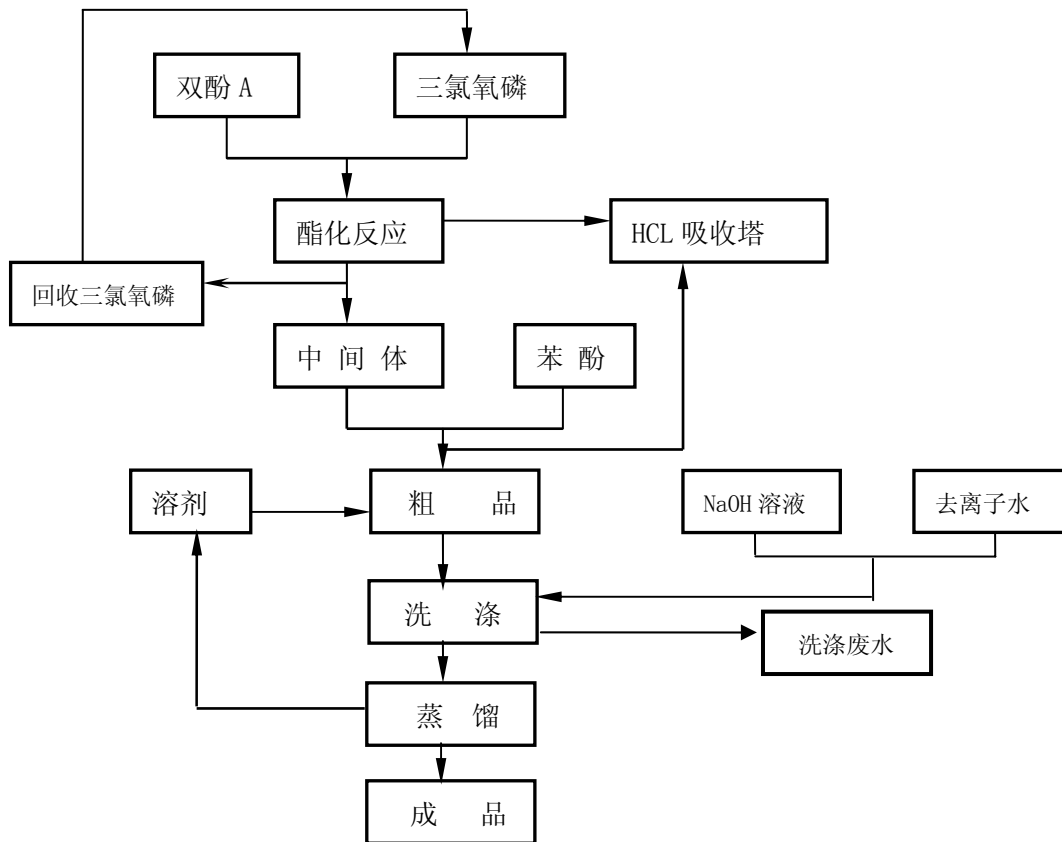 双酚 A
三氯氧磷
酯化反应
HCL 吸收塔
回收三氯氧磷
中 间 体
苯 酚
溶剂
粗 品
NaOH 溶液
去离子水
洗 涤
洗涤废水
蒸 馏
成 品